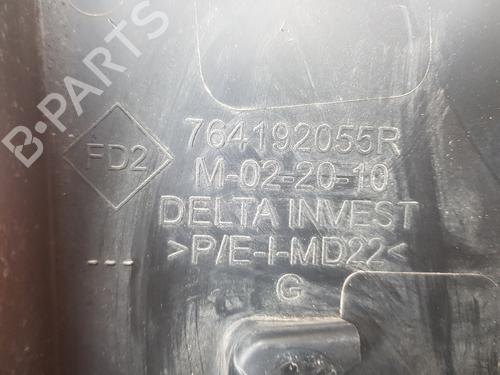 B-PARTS
764192055R
FD2
M-02-20-10
DELTA INVEST
--- >P/E-I-MD22<
G